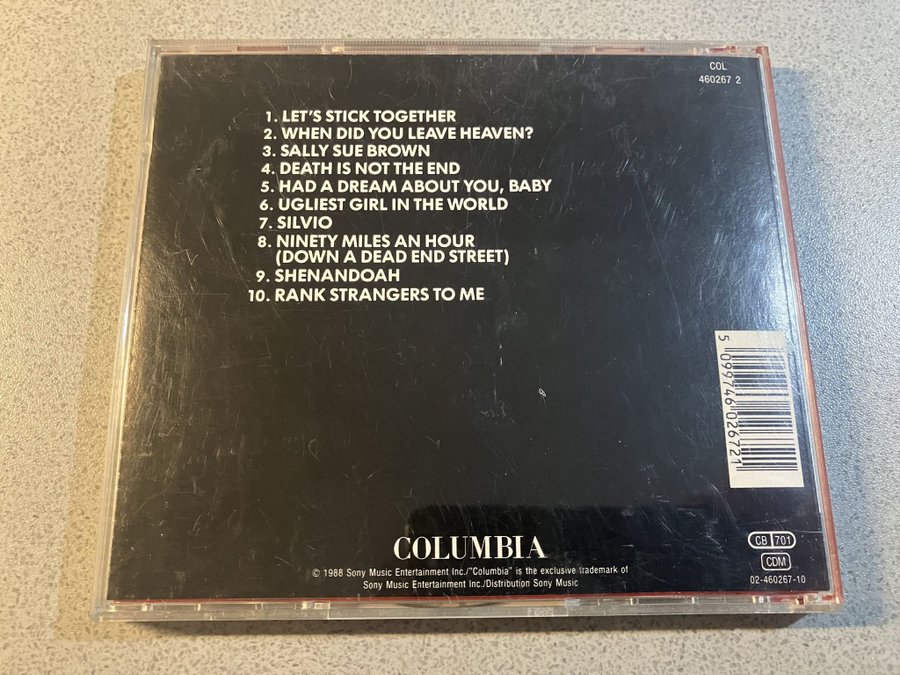 COL
460267 2
1. LET'S STICK TOGETHER
2. WHEN DID YOU LEAVE HEAVEN?
3. SALLY SUE BROWN
4. DEATH IS NOT THE END
5. HAD A DREAM ABOUT YOU, BABY
6. UGLIEST GIRL IN THE WORLD
7. SILVIO
8. NINETY MILES AN HOUR
(DOWN A DEAD END STREET)
9. SHENANDOAH
10. RANK STRANGERS TO ME
5 099746 026721
COLUMBIA
© 1988 Sony Music Entertainment Inc./"Columbia" is the exclusive trademark of
Sony Music Entertainment Inc./Distribution Sony Music
CB 701
CDM
02-460267-10